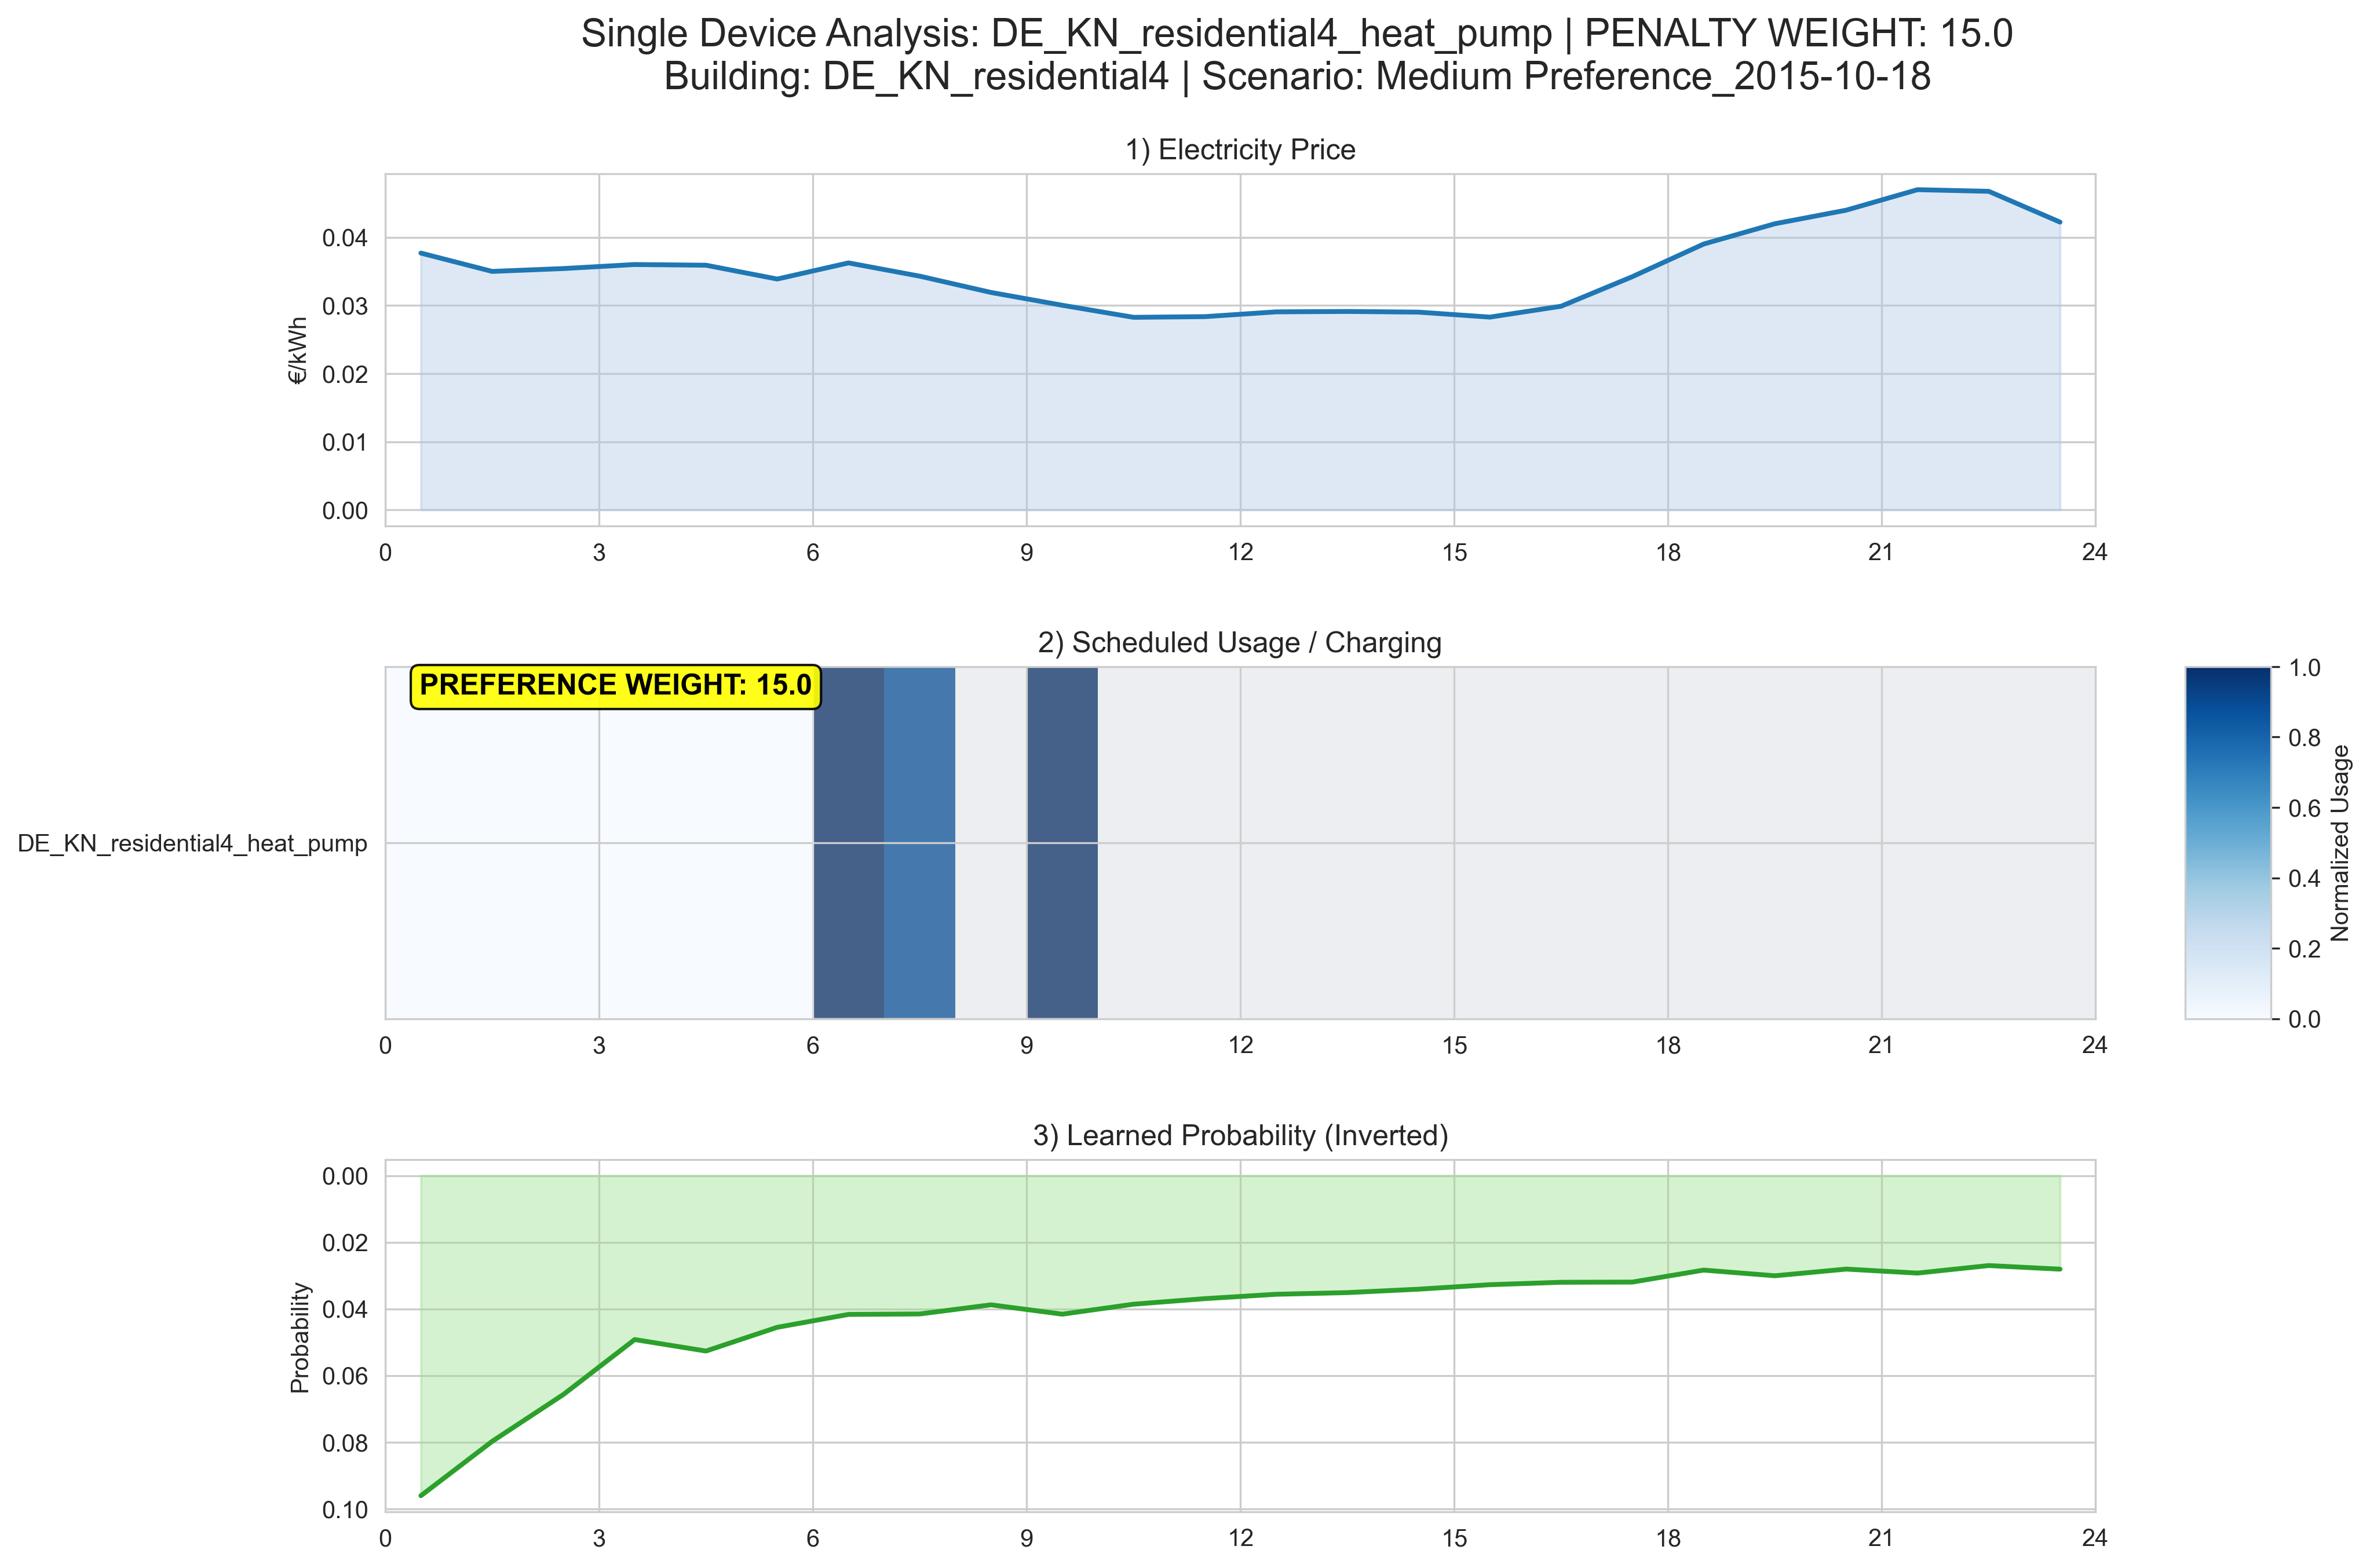 Single Device Analysis: DE_KN_residential4_heat_pump | PENALTY WEIGHT: 15.0
Building: DE_KN_residential4 | Scenario: Medium Preference_2015-10-18
1) Electricity Price
€/kWh
0.04
0.03
0.02
0.01
0.00
0 3 6 9 12 15 18 21 24
2) Scheduled Usage / Charging
PREFERENCE WEIGHT: 15.0
DE_KN_residential4_heat_pump
0 3 6 9 12 15 18 21 24
1.0
0.8
0.6
0.4
0.2
0.0
Normalized Usage
3) Learned Probability (Inverted)
Probability
0.00
0.02
0.04
0.06
0.08
0.10
0 3 6 9 12 15 18 21 24